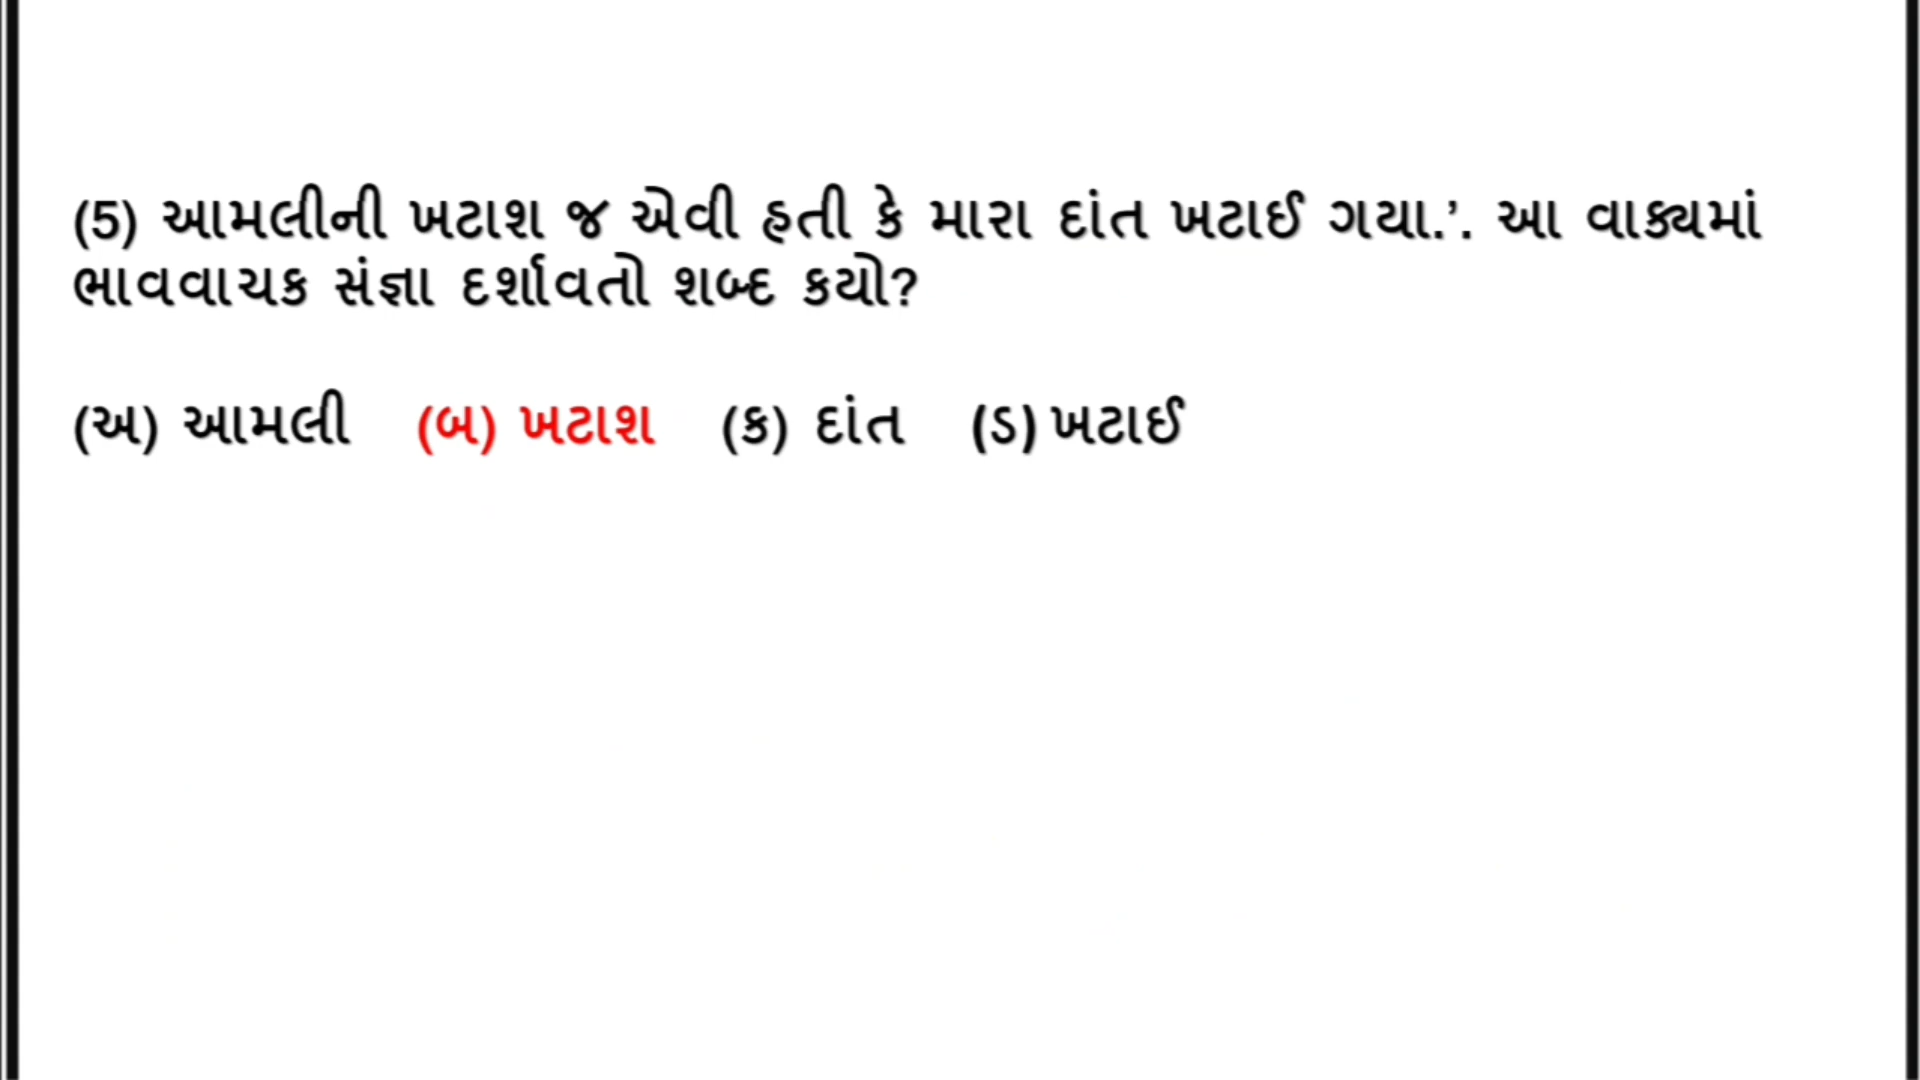 (5) આમલીની ખટાશ જ એવી હતી કે મારા દાંત ખટાઈ ગયા.’. આ વાક્યમાં
ભાવવાચક સંજ્ઞા દર્શાવતો શબ્દ કયો?
(અ) આમલી (બ) ખટાશ (ક) દાંત (ડ) ખટાઈ